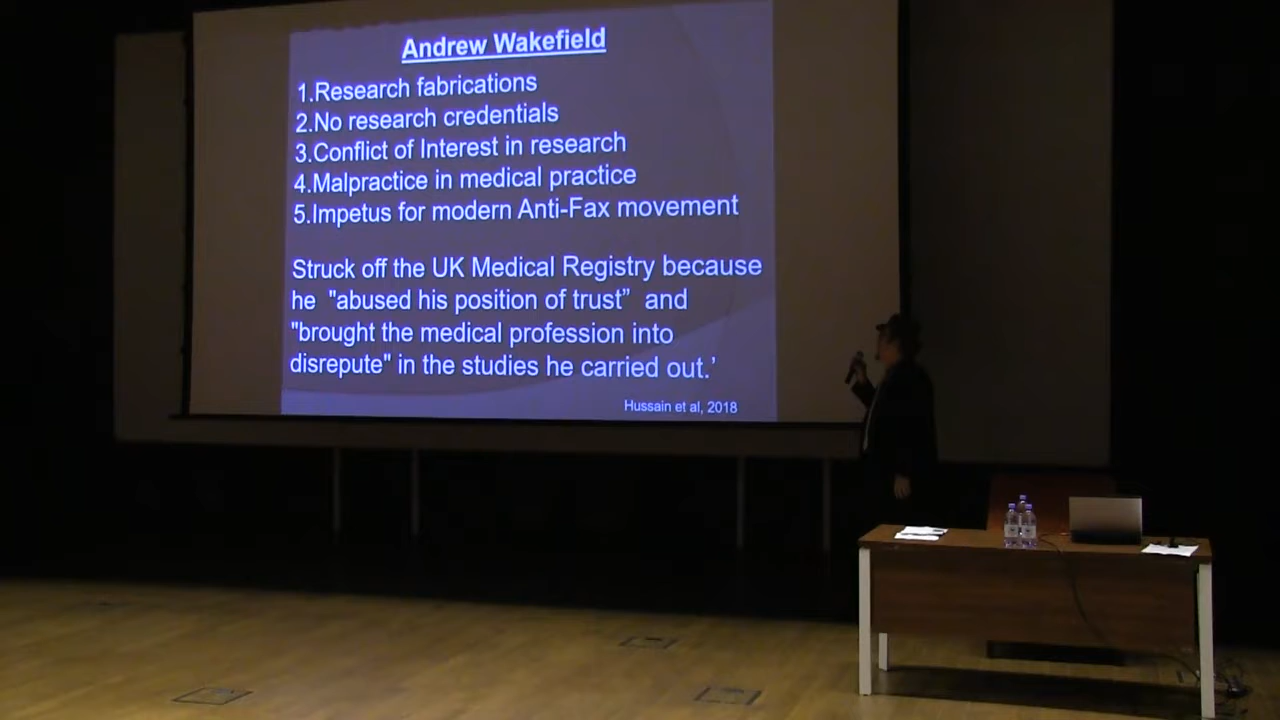 Andrew Wakefield
1.Research fabrications
2.No research credentials
3.Conflict of Interest in research
4.Malpractice in medical practice
5.Impetus for modern Anti-Fax movement
Struck off the UK Medical Registry because
he "abused his position of trust” and
"brought the medical profession into
disrepute" in the studies he carried out.’
Hussain et al, 2018